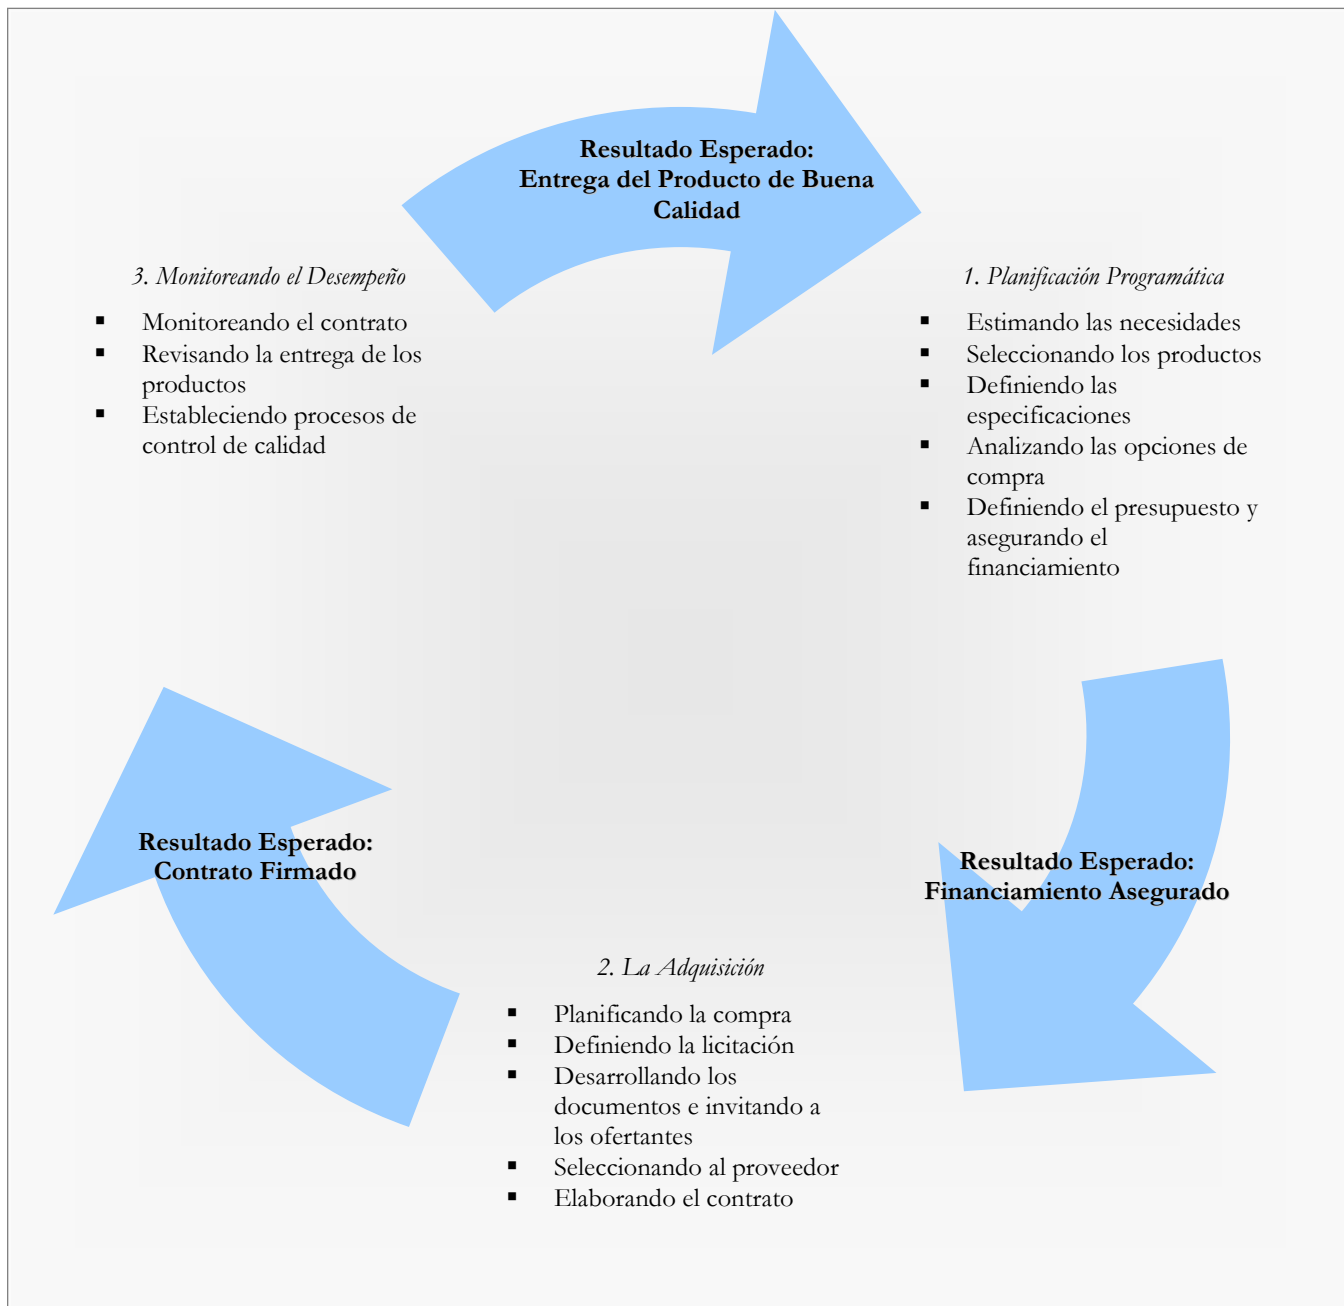 Resultado Esperado:
Entrega del Producto de Buena
Calidad
3. Monitoreando el Desempeño
▪ Monitoreando el contrato
▪ Revisando la entrega de los
productos
▪ Estableciendo procesos de
control de calidad
1. Planificación Programática
▪ Estimando las necesidades
▪ Seleccionando los productos
▪ Definiendo las
especificaciones
▪ Analizando las opciones de
compra
▪ Definiendo el presupuesto y
asegurando el
financiamiento
Resultado Esperado:
Contrato Firmado
Resultado Esperado:
Financiamiento Asegurado
2. La Adquisición
▪ Planificando la compra
▪ Definiendo la licitación
▪ Desarrollando los
documentos e invitando a
los ofertantes
▪ Seleccionando al proveedor
▪ Elaborando el contrato